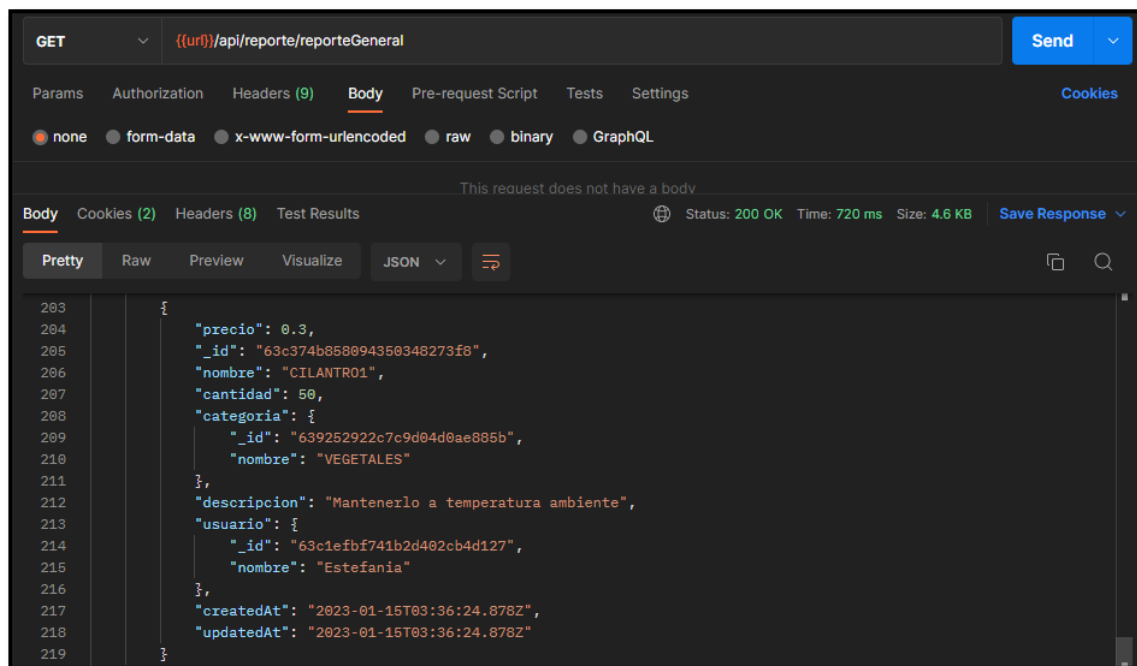 GET {{url}}/api/reporte/reporteGeneral Send
Params Authorization Headers (9) Body Pre-request Script Tests Settings Cookies
none form-data x-www-form-urlencoded raw binary GraphQL
This request does not have a body
Body Cookies (2) Headers (8) Test Results Status: 200 OK Time: 720 ms Size: 4.6 KB Save Response
Pretty Raw Preview Visualize JSON
203 {
204 "precio": 0.3,
205 "_id": "63c374b858094350348273f8",
206 "nombre": "CILANTRO1",
207 "cantidad": 50,
208 "categoria": {
209 "_id": "639252922c7c9d04d0ae885b",
210 "nombre": "VEGETALES"
211 },
212 "descripcion": "Mantenerlo a temperatura ambiente",
213 "usuario": {
214 "_id": "63c1efbf741b2d402cb4d127",
215 "nombre": "Estefania"
216 },
217 "createdAt": "2023-01-15T03:36:24.878Z",
218 "updatedAt": "2023-01-15T03:36:24.878Z"
219 }